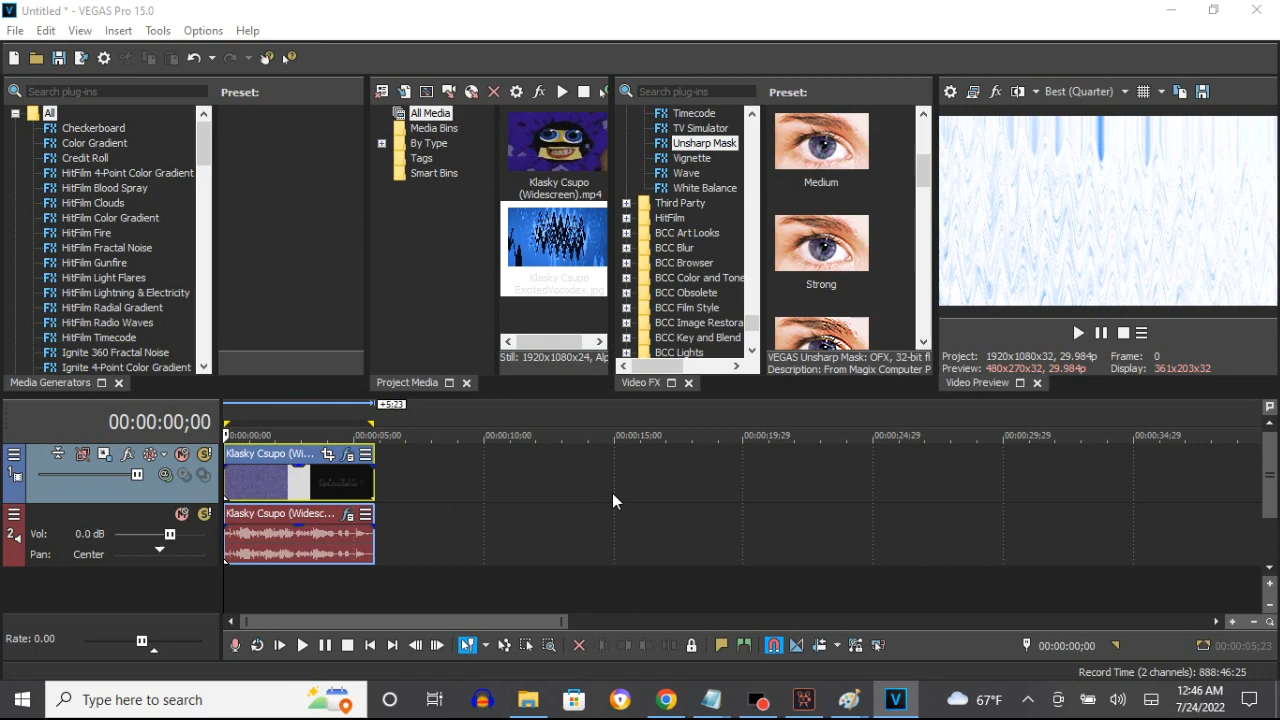 Untitled * - VEGAS Pro 15.0
File Edit View Insert Tools Options Help
Search plug-ins
Preset:
All
Checkerboard
Color Gradient
Credit Roll
HitFilm 4-Point Color Gradient
HitFilm Blood Spray
HitFilm Clouds
HitFilm Color Gradient
HitFilm Fire
HitFilm Fractal Noise
HitFilm Gunfire
HitFilm Light Flares
HitFilm Lightning & Electricity
HitFilm Radial Gradient
HitFilm Radio Waves
HitFilm Timecode
Ignite 360 Fractal Noise
Ignite 4-Point Color Gradient
Media Generators
All Media
Media Bins
By Type
Tags
Smart Bins
Klasky Csupo
(Widescreen).mp4
Klasky Csupo
ExcitedVocodex.jpg
Still: 1920x1080x24, Alp
Project Media
Search plug-ins
Preset:
Timecode
TV Simulator
Unsharp Mask
Vignette
Wave
White Balance
Third Party
HitFilm
BCC Art Looks
BCC Blur
BCC Browser
BCC Color and Tone
BCC Obsolete
BCC Film Style
BCC Image Restora
BCC Key and Blend
BCC Lights
Medium
Strong
VEGAS Unsharp Mask: OFX, 32-bit fl
Description: From Magix Computer P
Video FX
Best (Quarter)
Project: 1920x1080x32, 29.984p Frame: 0
Preview: 480x270x32, 29.984p Display: 361x203x32
Video Preview
00:00:00;00
+5:23
00:00:00;00 00:00:05;00 00:00:10;00 00:00:15;00 00:00:19;29 00:00:24;29 00:00:29;29 00:00:34;29
1
Klasky Csupo (Wi...
2
Klasky Csupo (Widesc...
Vol: 0.0 dB
Pan: Center
Rate: 0.00
00:00:00;00
00:00:05;23
Record Time (2 channels): 888:46:25
Type here to search
67°F
12:46 AM
7/24/2022